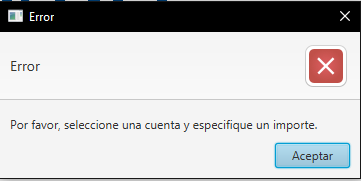 Error
Error
Por favor, seleccione una cuenta y especifique un importe.
Aceptar